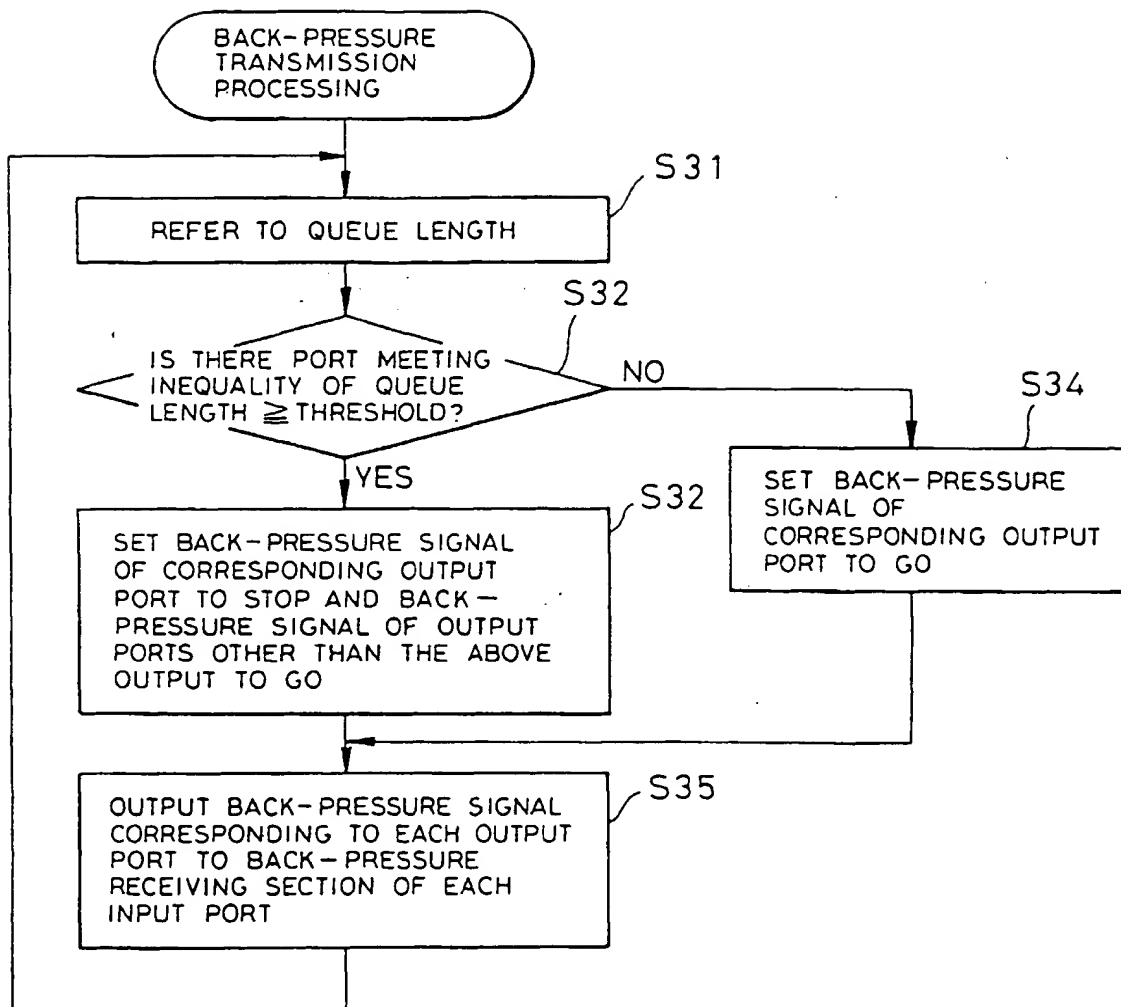 BACK-PRESSURE
TRANSMISSION
PROCESSING
S31
REFER TO QUEUE LENGTH
S32
IS THERE PORT MEETING
INEQUALITY OF QUEUE
LENGTH ≧ THRESHOLD?
NO
YES
S34
SET BACK-PRESSURE
SIGNAL OF
CORRESPONDING OUTPUT
PORT TO GO
S32
SET BACK-PRESSURE SIGNAL
OF CORRESPONDING OUTPUT
PORT TO STOP AND BACK-
PRESSURE SIGNAL OF OUTPUT
PORTS OTHER THAN THE ABOVE
OUTPUT TO GO
S35
OUTPUT BACK-PRESSURE SIGNAL
CORRESPONDING TO EACH OUTPUT
PORT TO BACK-PRESSURE
RECEIVING SECTION OF EACH
INPUT PORT